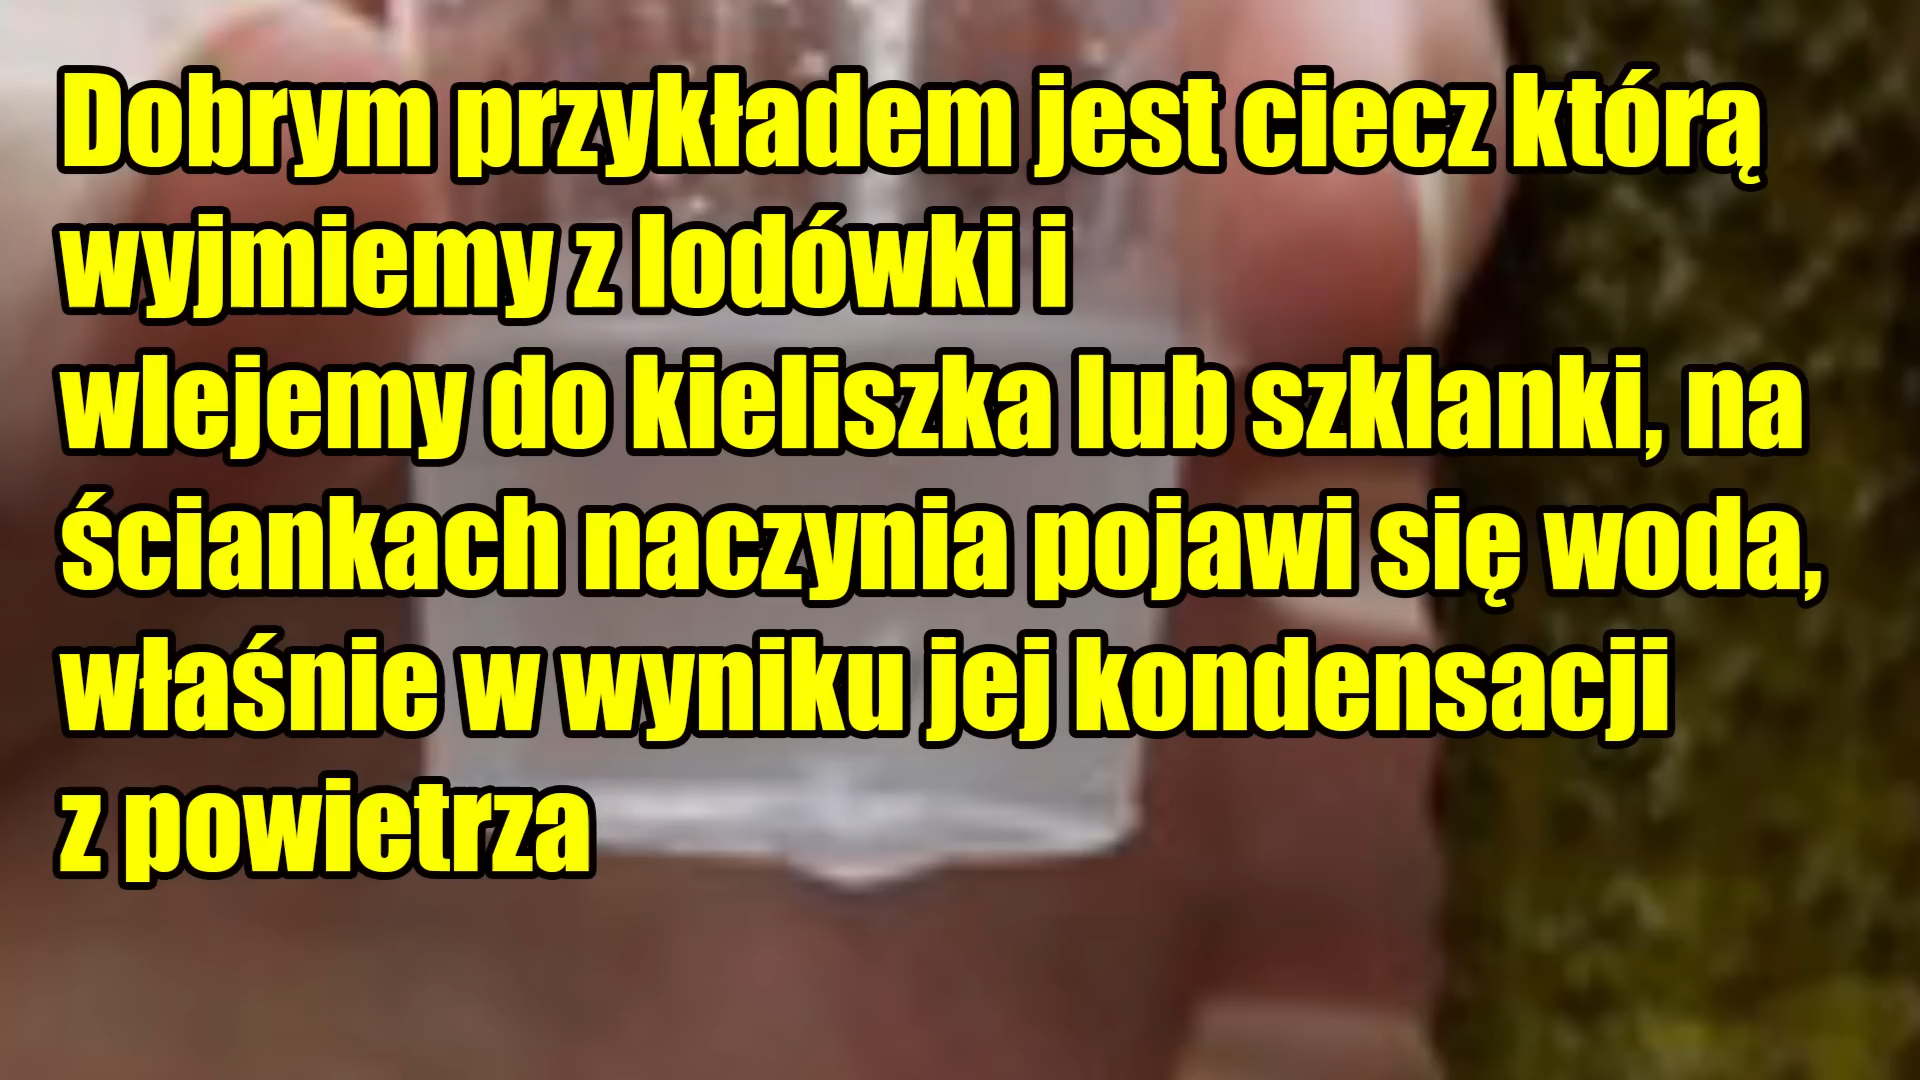 Dobrym przykładem jest ciecz którą
wyjmiemy z lodówki i
wlejemy do kieliszka lub szklanki, na
ściankach naczynia pojawi się woda,
właśnie w wyniku jej kondensacji
z powietrza